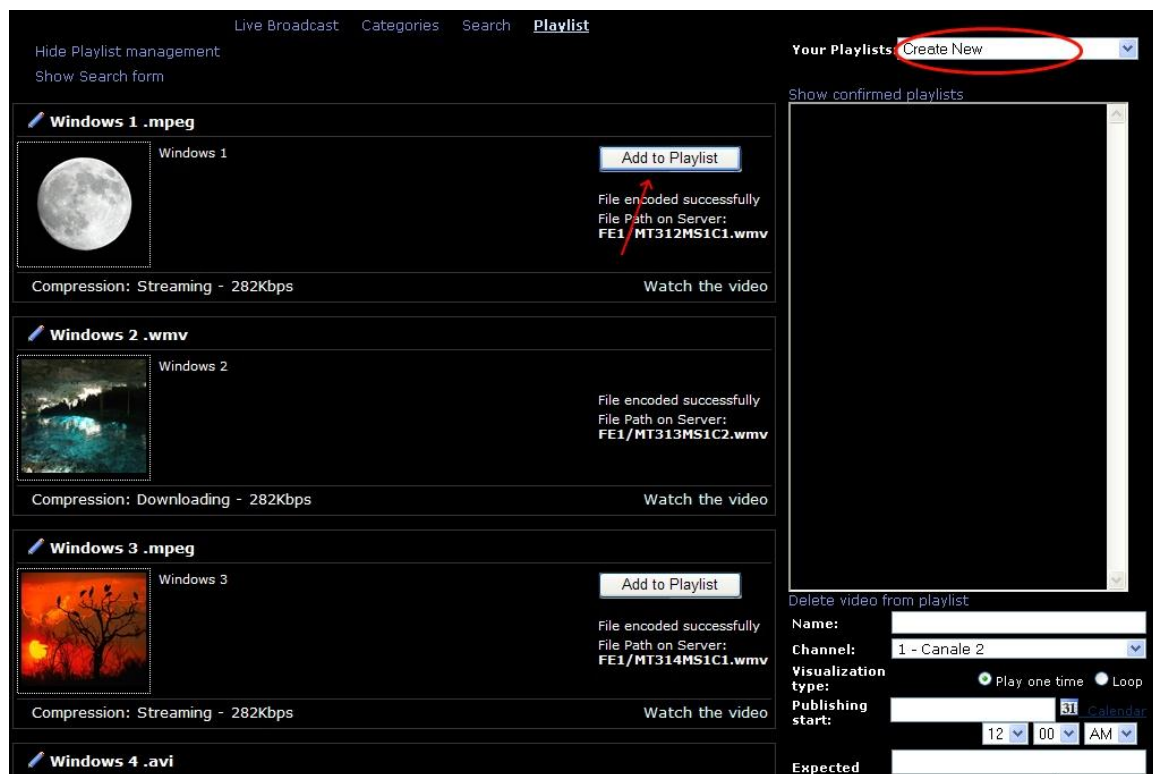 Live Broadcast Categories Search Playlist
Hide Playlist management
Show Search form
Windows 1 .mpeg
Windows 1
Add to Playlist
File encoded successfully
File Path on Server:
FE1/MT312MS1C1.wmv
Compression: Streaming - 282Kbps Watch the video
Windows 2 .wmv
Windows 2
File encoded successfully
File Path on Server:
FE1/MT313MS1C2.wmv
Compression: Downloading - 282Kbps Watch the video
Windows 3 .mpeg
Windows 3
Add to Playlist
File encoded successfully
File Path on Server:
FE1/MT314MS1C1.wmv
Compression: Streaming - 282Kbps Watch the video
Windows 4 .avi
Your Playlists: Create New
Show confirmed playlists
Delete video from playlist
Name:
Channel: 1 - Canale 2
Visualization
type: Play one time Loop
Publishing
start: 31 Calendar
12 00 AM
Expected